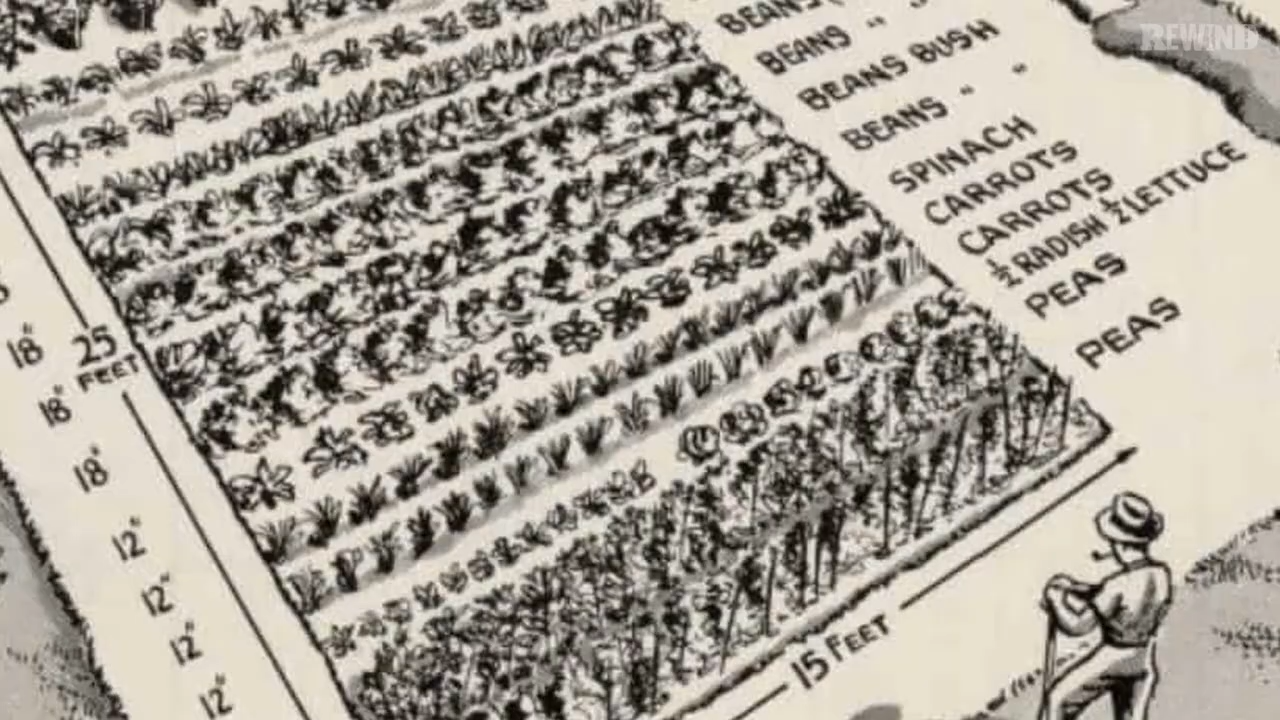 REWIND
BEANS
BEANS " "
BEANS BUSH
BEANS " "
SPINACH
CARROTS
CARROTS
½ RADISH ½ LETTUCE
PEAS
PEAS
18"
25
FEET
18"
18"
12"
12"
12"
12"
15 FEET